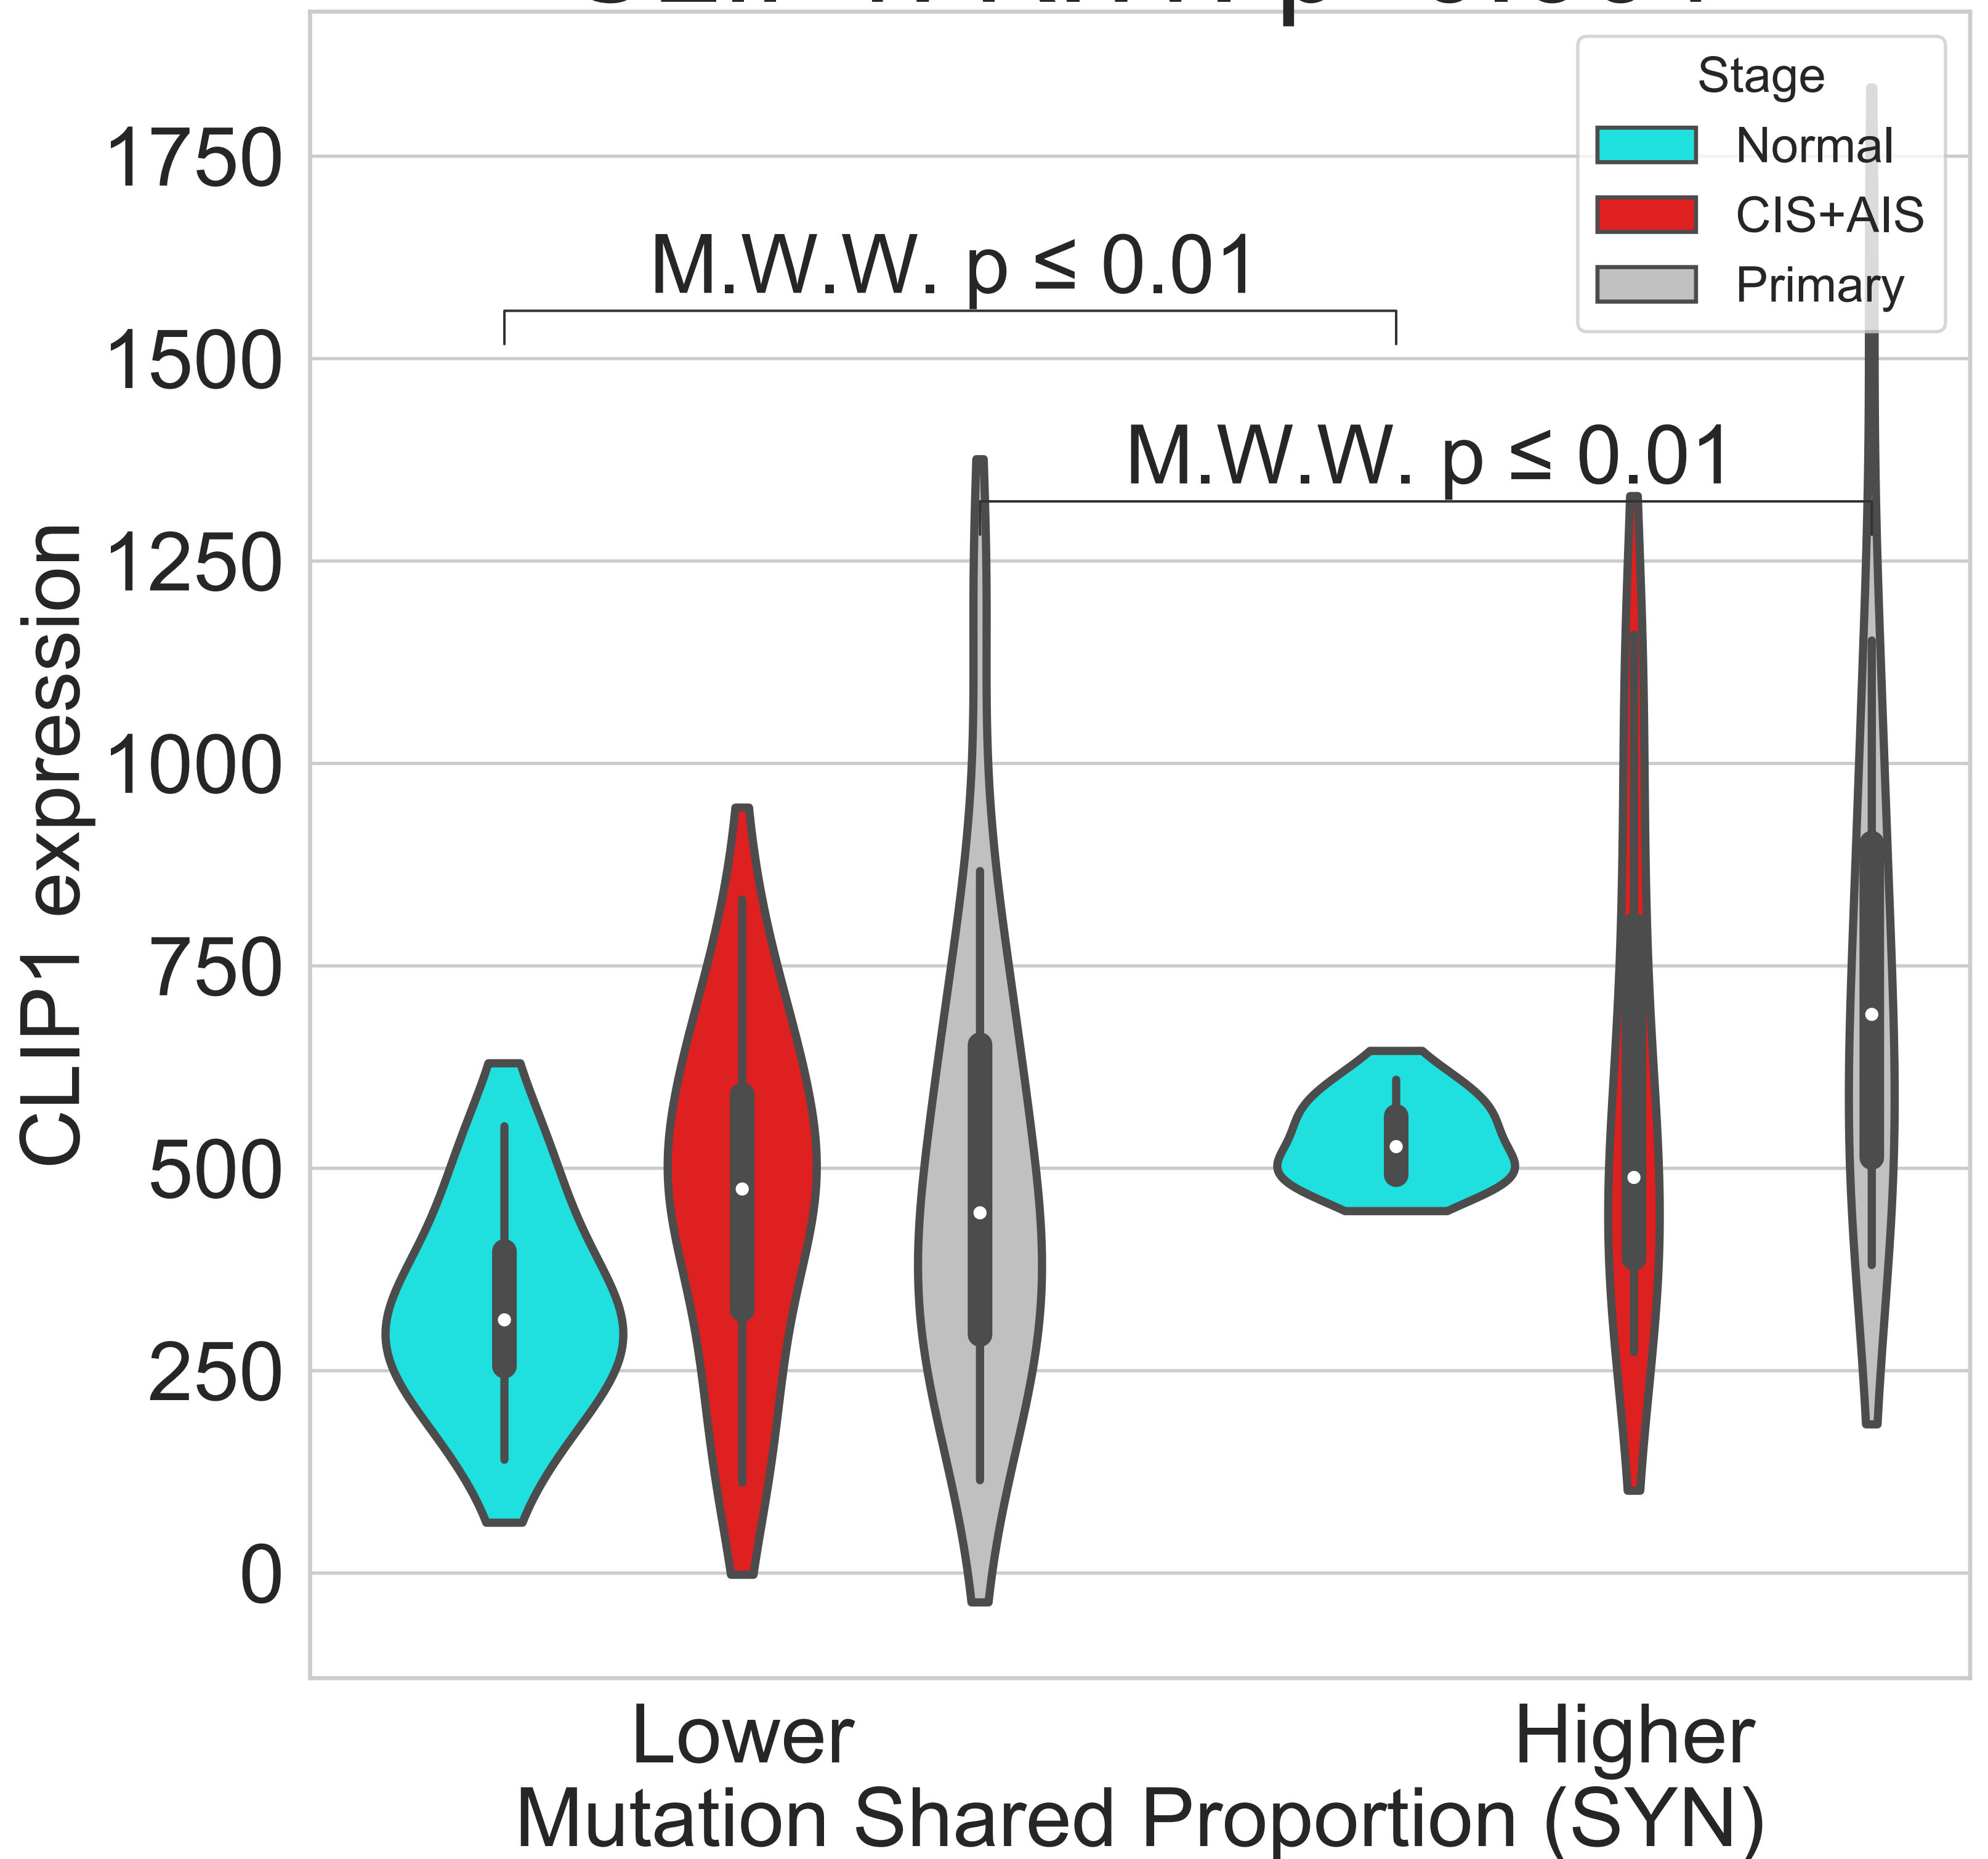 Stage
Normal
CIS+AIS
Primary
M.W.W. p ≤ 0.01
M.W.W. p ≤ 0.01
1750
1500
1250
1000
750
500
250
0
CLIP1 expression
Lower
Higher
Mutation Shared Proportion (SYN)